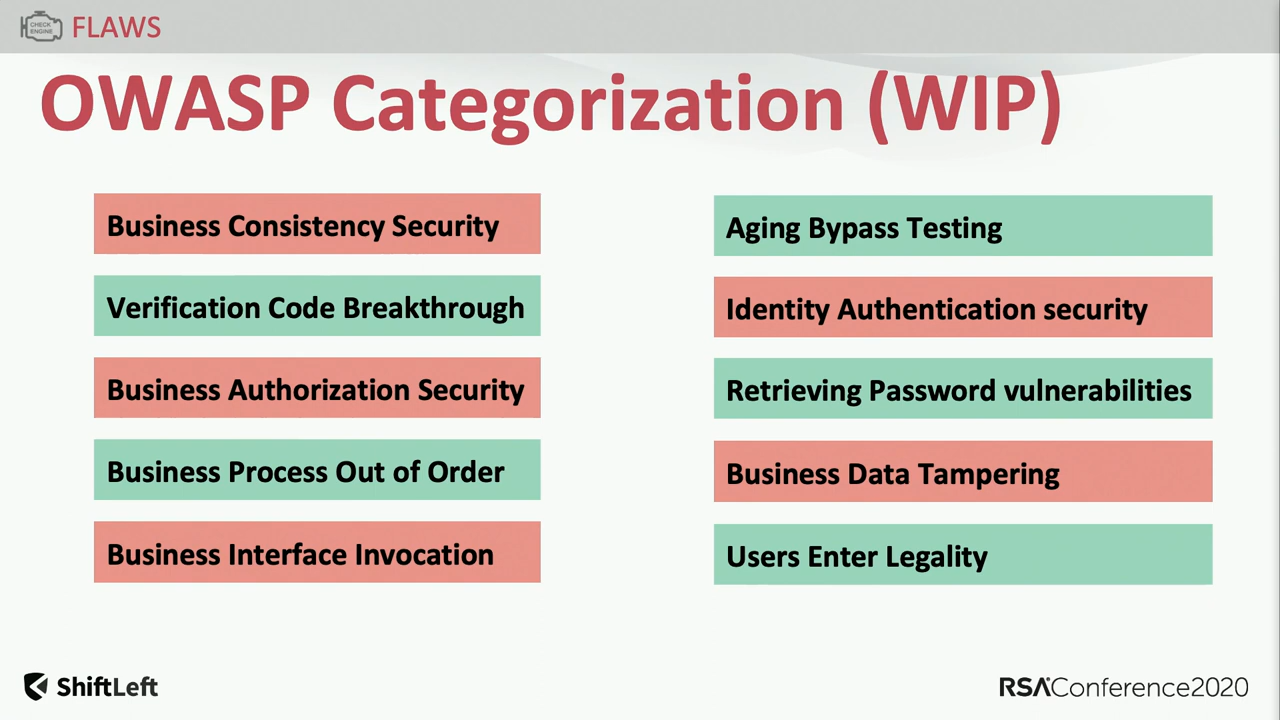 CHECK
ENGINE
FLAWS
OWASP Categorization (WIP)
Business Consistency Security
Verification Code Breakthrough
Business Authorization Security
Business Process Out of Order
Business Interface Invocation
Aging Bypass Testing
Identity Authentication security
Retrieving Password vulnerabilities
Business Data Tampering
Users Enter Legality
ShiftLeft
RSAConference2020